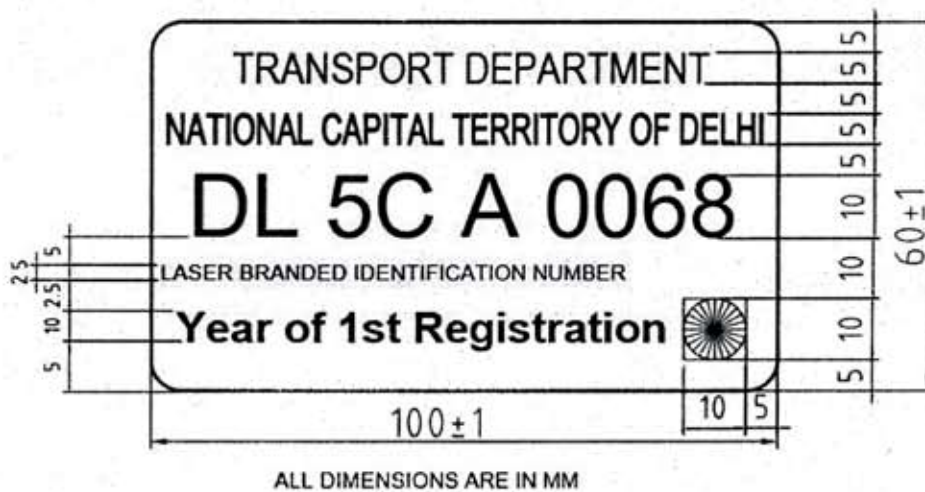 TRANSPORT DEPARTMENT
NATIONAL CAPITAL TERRITORY OF DELHI
DL 5C A 0068
LASER BRANDED IDENTIFICATION NUMBER
Year of 1st Registration
5
5
5
5
5
10
10
10
5
60±1
5
2.5
2.5
10
5
10 5
100±1
ALL DIMENSIONS ARE IN MM